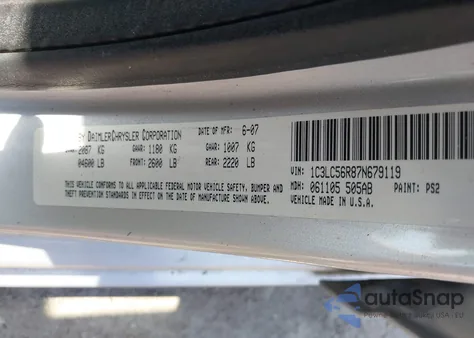 BY DAIMLERCHRYSLER CORPORATION DATE OF MFR: 6-07
2087 KG GAWR: 1180 KG GAWR: 1007 KG
04600 LB FRONT: 2600 LB REAR: 2220 LB
VIN: 1C3LC56R87N679119
THIS VEHICLE CONFORMS TO ALL APPLICABLE FEDERAL MOTOR VEHICLE SAFETY, BUMPER AND
THEFT PREVENTION STANDARDS IN EFFECT ON THE DATE OF MANUFACTURE SHOWN ABOVE.
MDH: 061105 505AB PAINT: PS2
MADE IN U.S.A.
autaSnap